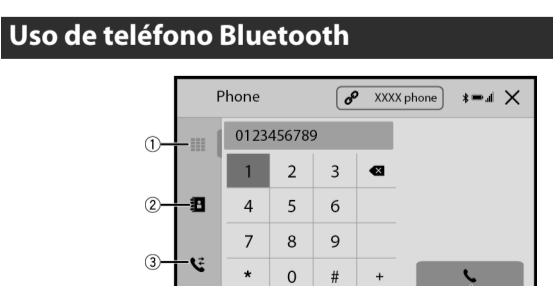 Uso de teléfono Bluetooth
Phone XXXX phone
0123456789
① 
1 2 3
② 4 5 6
7 8 9
③ * 0 # +